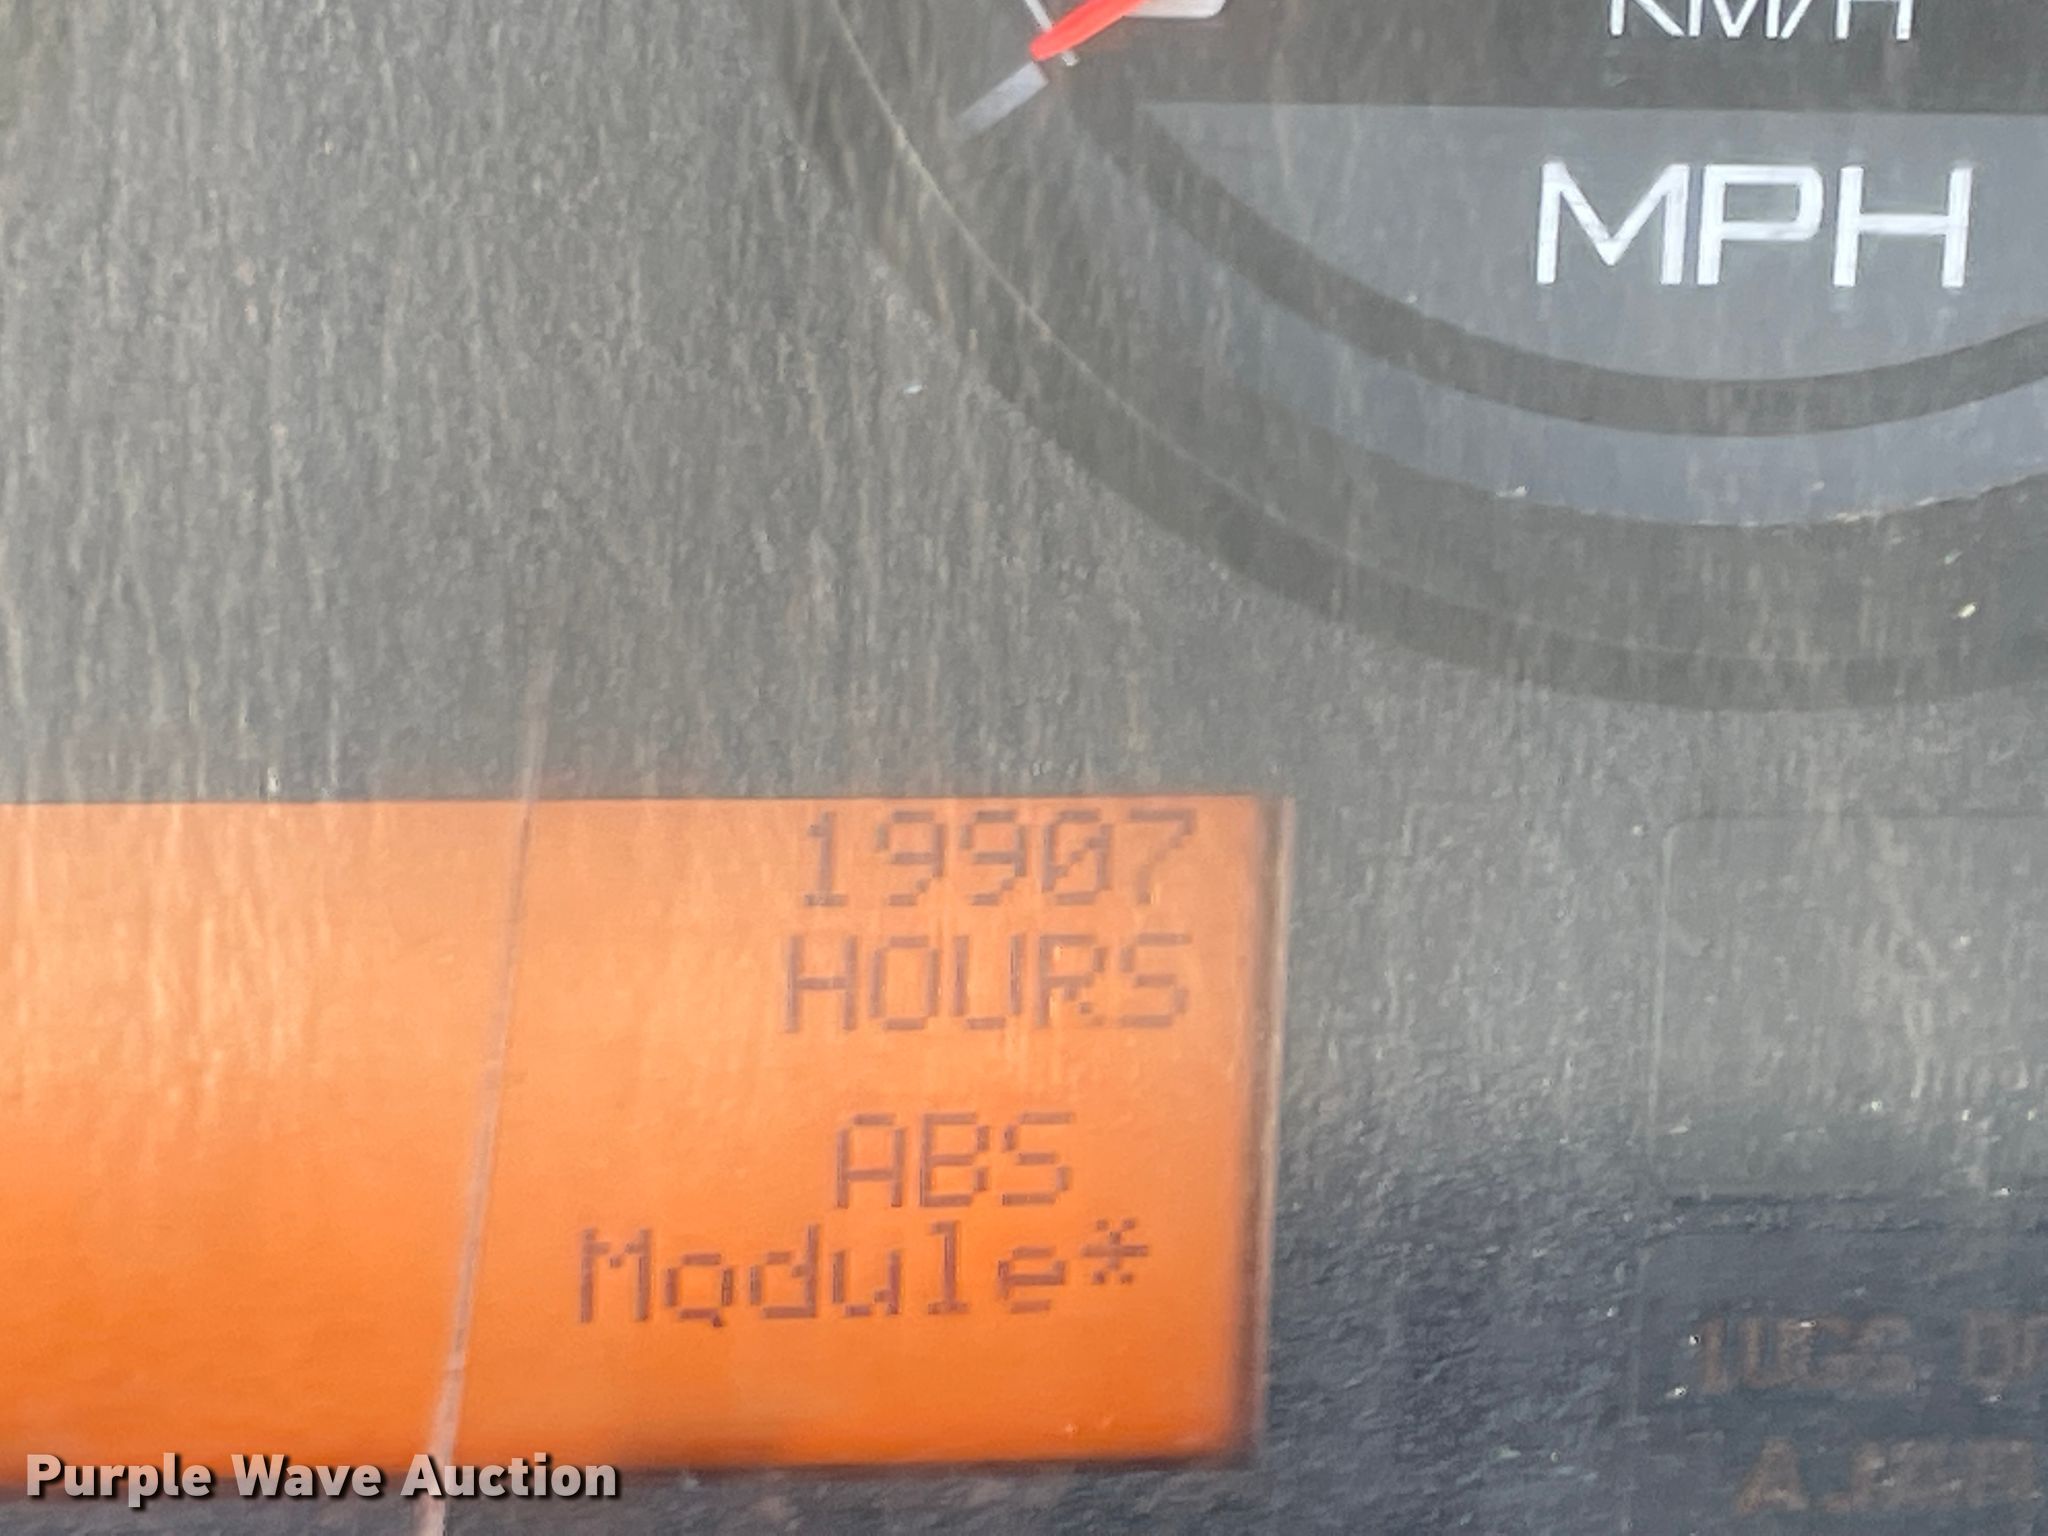 KM/H
MPH
19907
HOURS
ABS
Module*
Purple Wave Auction